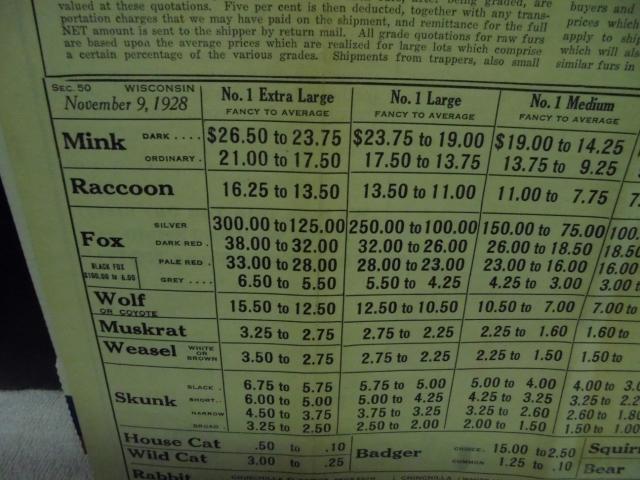 valued at these quotations. Five per cent is then deducted, together with any trans-
portation charges that we may have paid on the shipment, and remittance for the full
NET amount is sent to the shipper by return mail. All grade quotations for raw furs
are based upon the average prices which are realized for large lots which comprise
a certain percentage of the various grades. Shipments from trappers, also small
buyers and
prices which
apply to ship
which will als
similar furs in
SEC. 50 WISCONSIN
November 9, 1928
No. 1 Extra Large No. 1 Large No. 1 Medium
FANCY TO AVERAGE FANCY TO AVERAGE FANCY TO AVERAGE
Mink DARK .... $26.50 to 23.75 $23.75 to 19.00 $19.00 to 14.25
ORDINARY . 21.00 to 17.50 17.50 to 13.75 13.75 to 9.25
Raccoon 16.25 to 13.50 13.50 to 11.00 11.00 to 7.75 7.
Fox SILVER 300.00 to 125.00 250.00 to 100.00 150.00 to 75.00 100.
DARK RED . 38.00 to 32.00 32.00 to 26.00 26.00 to 18.50 18.50
BLACK FOX PALE RED . 33.00 to 28.00 28.00 to 23.00 23.00 to 16.00 16.00
GREY .... 6.50 to 5.50 5.50 to 4.25 4.25 to 3.00 3.00 t
Wolf OR COYOTE 15.50 to 12.50 12.50 to 10.50 10.50 to 7.00 7.00 to
Muskrat 3.25 to 2.75 2.75 to 2.25 2.25 to 1.60 1.60 to
Weasel WHITE OR BROWN 3.50 to 2.75 2.75 to 2.25 2.25 to 1.50 1.50 to
Skunk BLACK . 6.75 to 5.75 5.75 to 5.00 5.00 to 4.00 4.00 to 3.
SHORT.. 6.00 to 5.00 5.00 to 4.25 4.25 to 3.25 3.25 to 2.
NARROW 4.50 to 3.75 3.75 to 3.25 3.25 to 2.60 2.60 to 1.80
BROAD . 3.25 to 2.50 2.50 to 2.00 2.00 to 1.50 1.50 to 1.
House Cat .50 to .10
Wild Cat 3.00 to .25
Badger CHOICE. 15.00 to 2.50
COMMON 1.25 to .10
Squirr
Bear
Rabbit